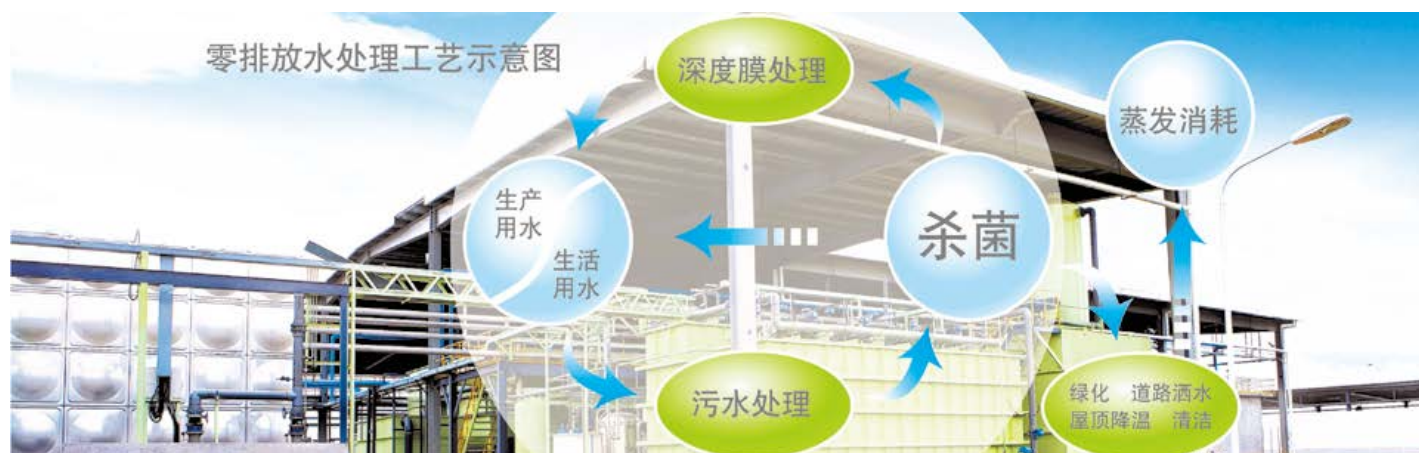 零排放水处理工艺示意图
深度膜处理
蒸发消耗
生产
用水
生活
用水
杀菌
污水处理
绿化 道路洒水
屋顶降温 清洁